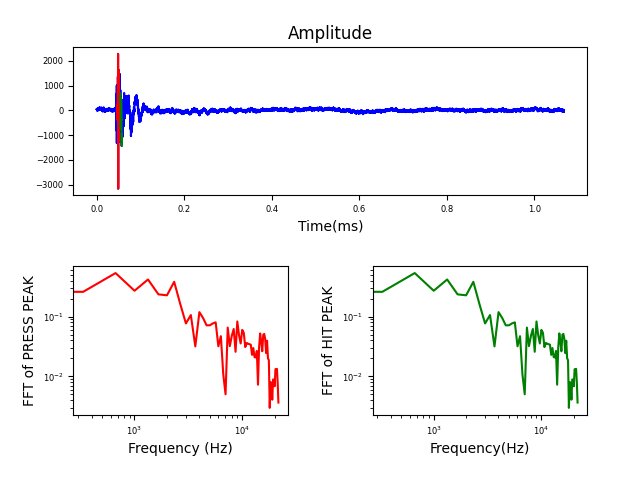 Amplitude
2000
1000
0
−1000
−2000
−3000
0.0 0.2 0.4 0.6 0.8 1.0
Time(ms)
FFT of PRESS PEAK
10⁻¹
10⁻²
10³ 10⁴
Frequency (Hz)
FFT of HIT PEAK
10⁻¹
10⁻²
10³ 10⁴
Frequency(Hz)